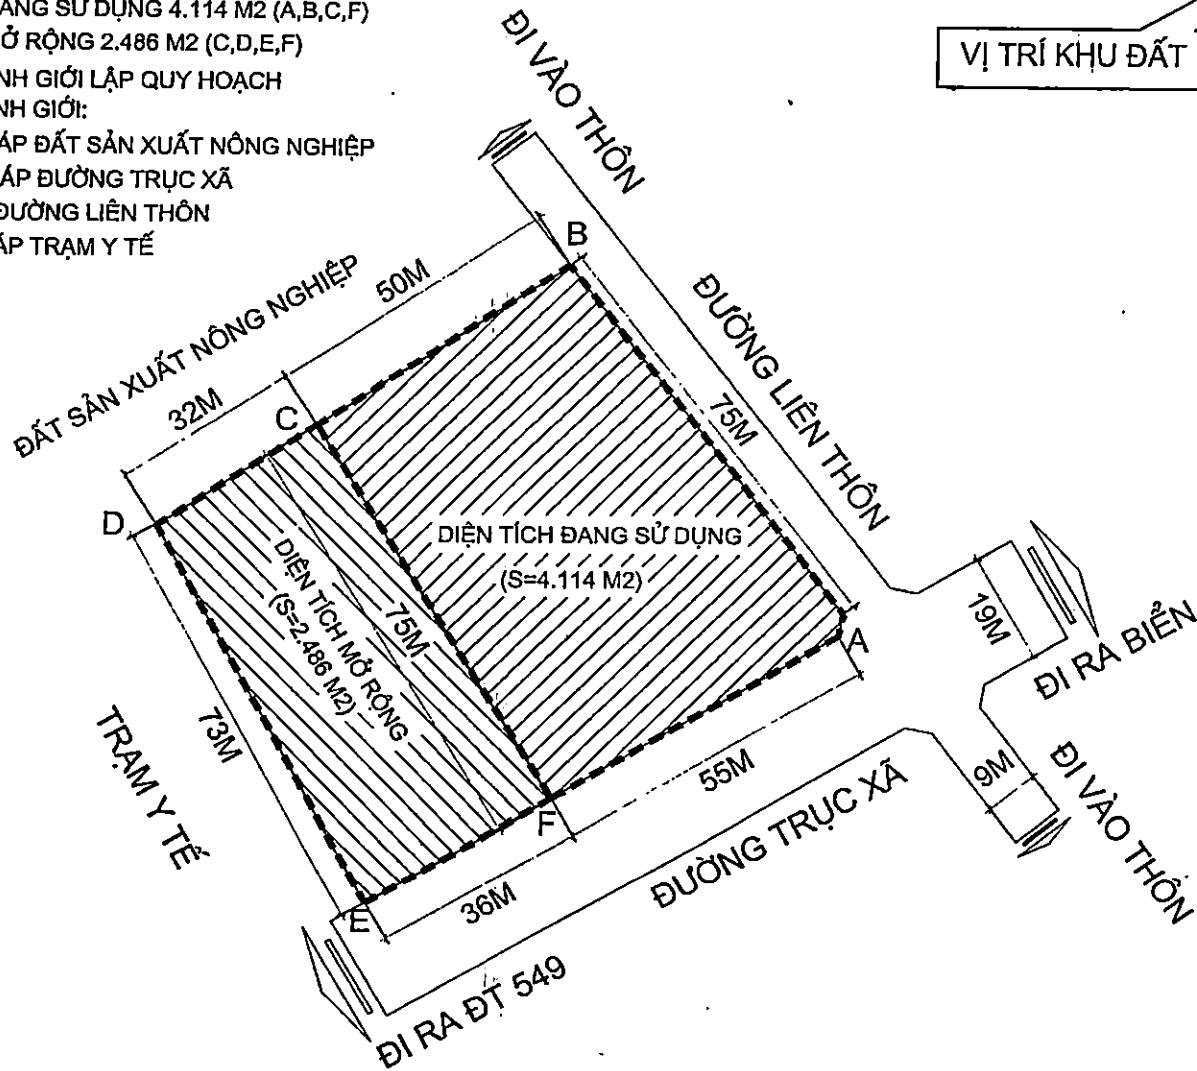 ANG SỬ DỤNG 4.114 M2 (A,B,C,F)
Ở RỘNG 2.486 M2 (C,D,E,F)
NH GIỚI LẬP QUY HOẠCH
NH GIỚI:
ÁP ĐẤT SẢN XUẤT NÔNG NGHIỆP
ÁP ĐƯỜNG TRỤC XÃ
ĐƯỜNG LIÊN THÔN
ÁP TRẠM Y TẾ
VỊ TRÍ KHU ĐẤT
ĐI VÀO THÔN
B
50M
ĐẤT SẢN XUẤT NÔNG NGHIỆP
ĐƯỜNG LIÊN THÔN
32M
C
75M
D
DIỆN TÍCH ĐANG SỬ DỤNG
(S=4.114 M2)
DIỆN TÍCH MỞ RỘNG
(S=2.486 M2)
75M
A
19M
ĐI RA BIỂN
73M
TRẠM Y TẾ
F
55M
9M
ĐI VÀO THÔN
ĐƯỜNG TRỤC XÃ
E
36M
ĐI RA ĐT 549